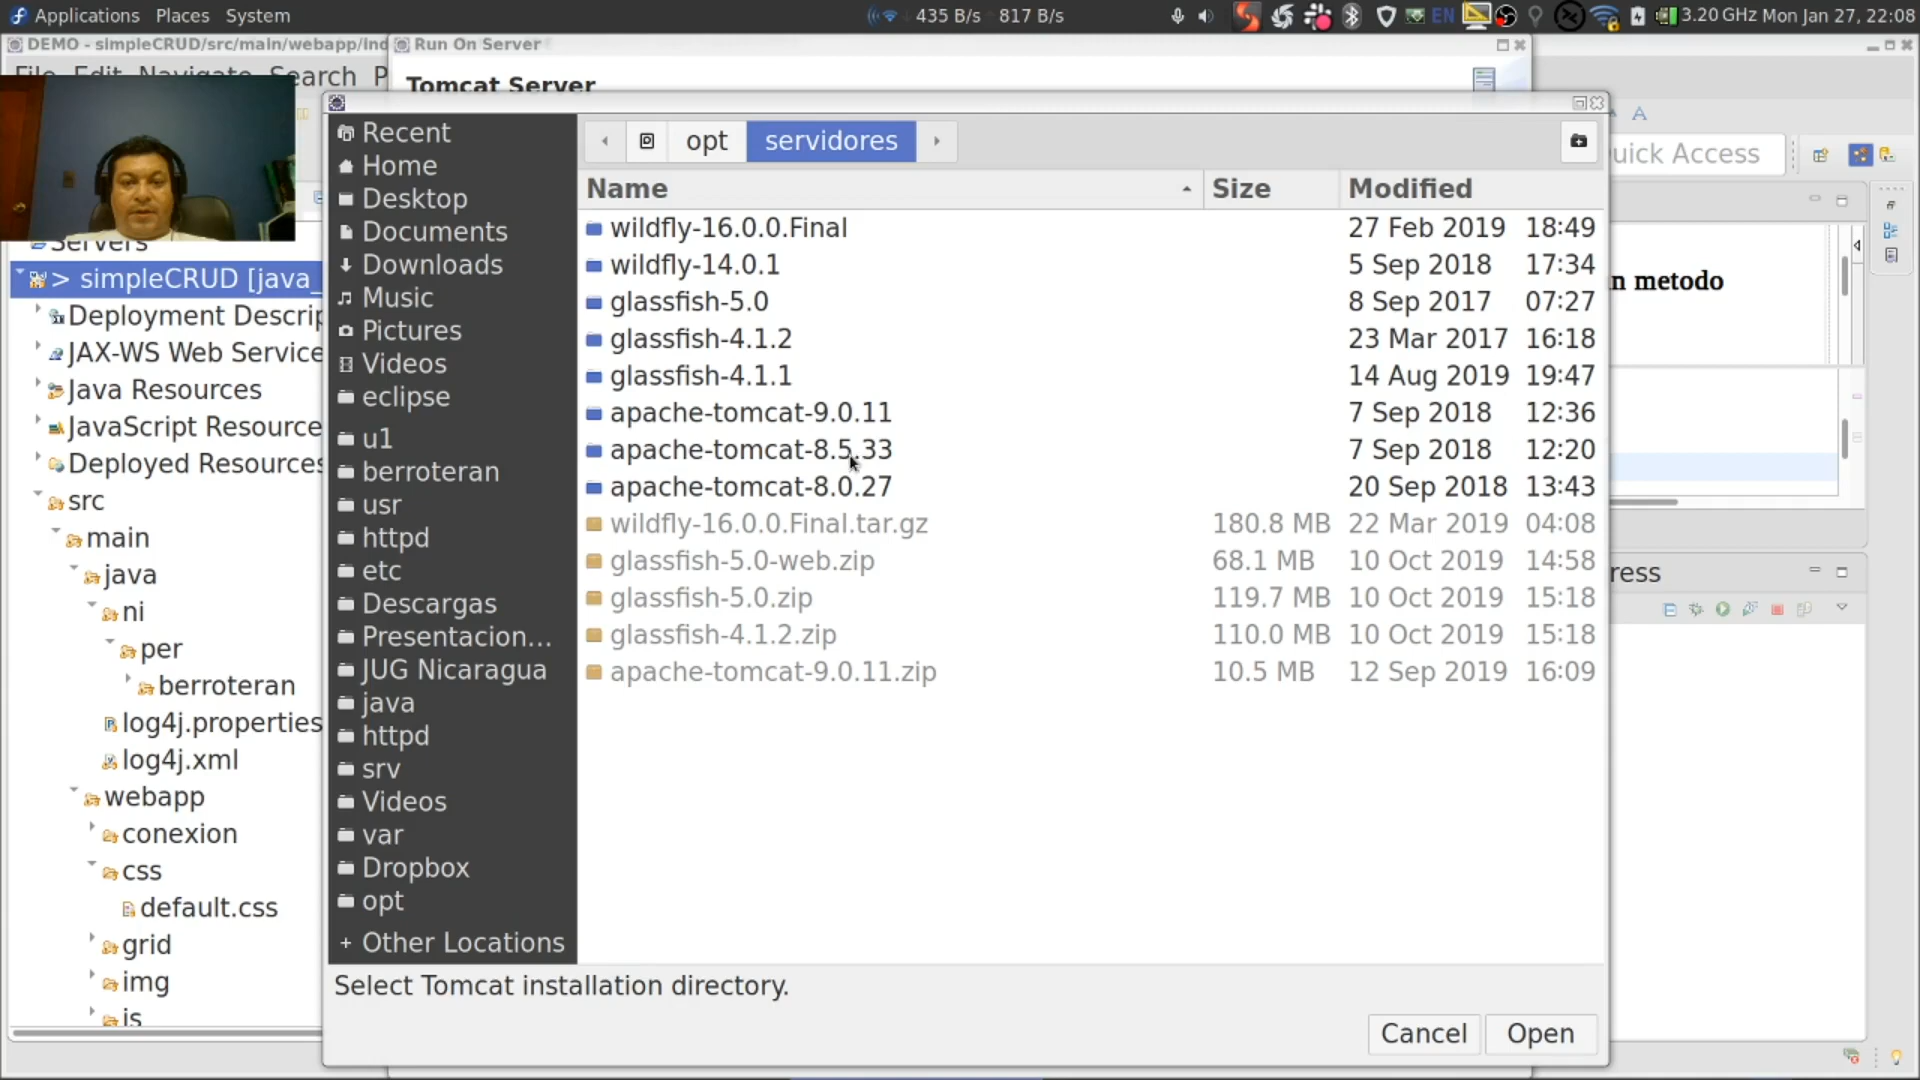 Applications Places System 435 B/s 817 B/s EN 3.20 GHz Mon Jan 27, 22:08
DEMO - simpleCRUD/src/main/webapp/ind
Run On Server
File Edit Navigate Search P
Tomcat Server
Quick Access
Servers
> simpleCRUD [java_
Deployment Descrip
JAX-WS Web Service
Java Resources
JavaScript Resource
Deployed Resources
src
main
java
ni
per
berroteran
log4j.properties
log4j.xml
webapp
conexion
css
default.css
grid
img
js
Recent
Home
Desktop
Documents
Downloads
Music
Pictures
Videos
eclipse
u1
berroteran
usr
httpd
etc
Descargas
Presentacion...
JUG Nicaragua
java
httpd
srv
Videos
var
Dropbox
opt
+ Other Locations
opt servidores
Name Size Modified
wildfly-16.0.0.Final 27 Feb 2019 18:49
wildfly-14.0.1 5 Sep 2018 17:34
glassfish-5.0 8 Sep 2017 07:27
glassfish-4.1.2 23 Mar 2017 16:18
glassfish-4.1.1 14 Aug 2019 19:47
apache-tomcat-9.0.11 7 Sep 2018 12:36
apache-tomcat-8.5.33 7 Sep 2018 12:20
apache-tomcat-8.0.27 20 Sep 2018 13:43
wildfly-16.0.0.Final.tar.gz 180.8 MB 22 Mar 2019 04:08
glassfish-5.0-web.zip 68.1 MB 10 Oct 2019 14:58
glassfish-5.0.zip 119.7 MB 10 Oct 2019 15:18
glassfish-4.1.2.zip 110.0 MB 10 Oct 2019 15:18
apache-tomcat-9.0.11.zip 10.5 MB 12 Sep 2019 16:09
Select Tomcat installation directory.
Cancel Open
n metodo
ress